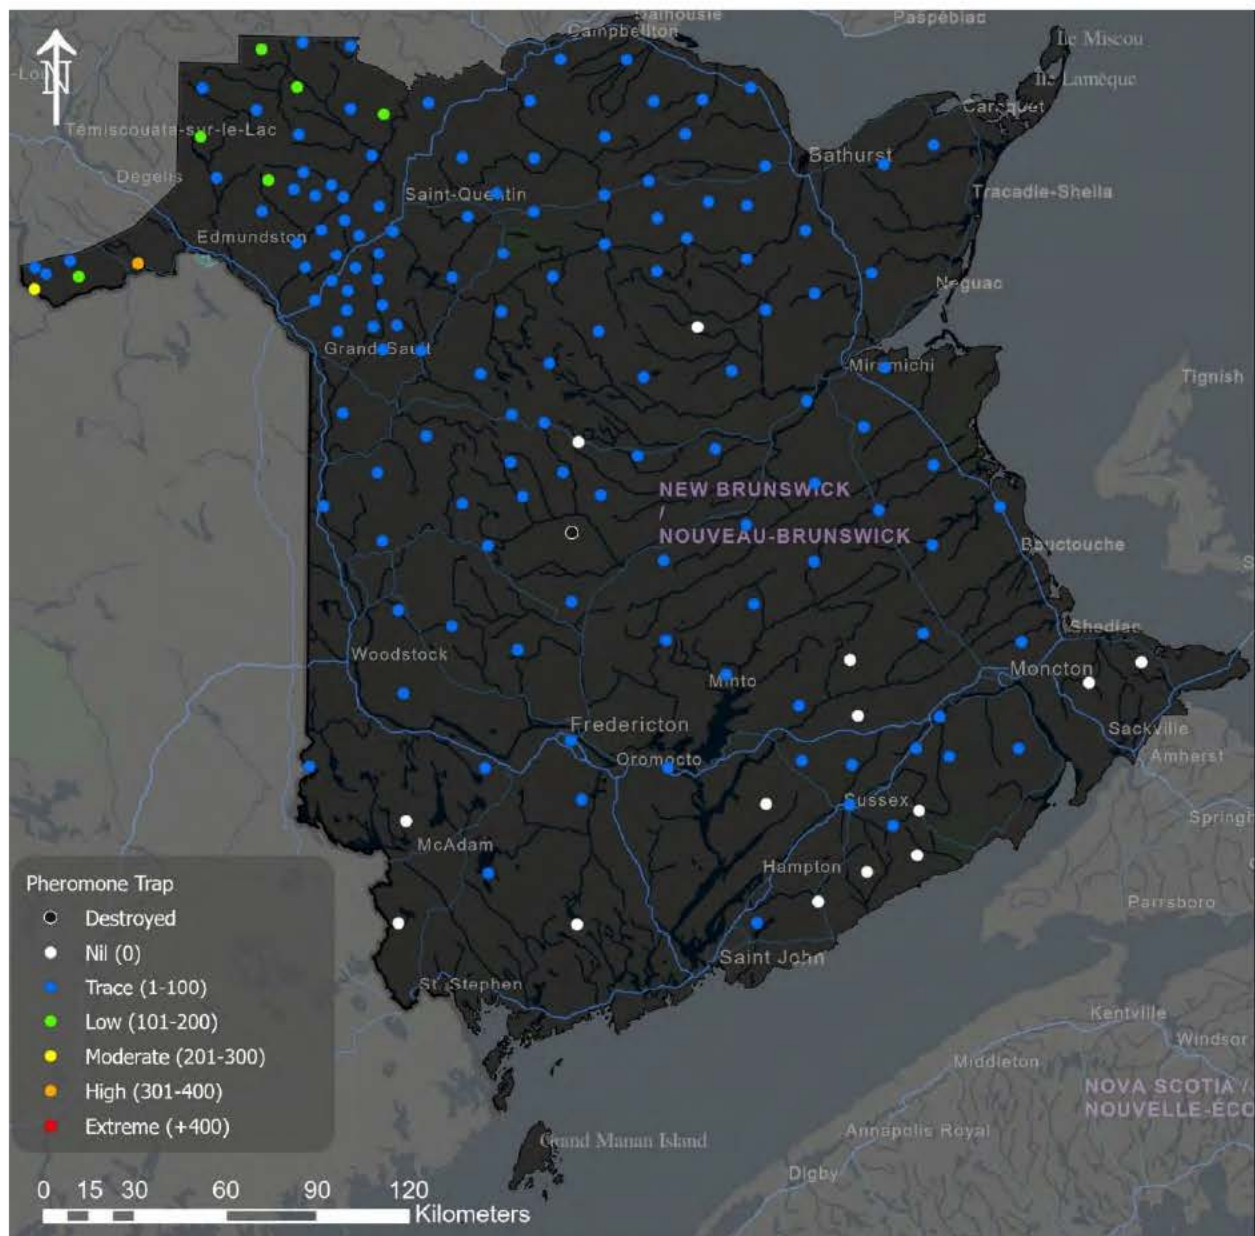 Dalhousie
Paspébiac
Campbellton
Île Miscou
N
Île Lamèque
Caraquet
Témiscouata-sur-le-Lac
Bathurst
Dégelis
Saint-Quentin
Tracadie-Sheila
Edmundston
Neguac
Grand-Sault
Miramichi
Tignish
NEW BRUNSWICK
/
NOUVEAU-BRUNSWICK
Bouctouche
Shediac
Woodstock
Moncton
Minto
Fredericton
Sackville
Oromocto
Amherst
Sussex
McAdam
Hampton
Parrsboro
Saint John
St. Stephen
Kentville
Windsor
Middleton
NOVA SCOTIA /
NOUVELLE-ÉCO
Annapolis Royal
Grand Manan Island
Digby
Pheromone Trap
Destroyed
Nil (0)
Trace (1-100)
Low (101-200)
Moderate (201-300)
High (301-400)
Extreme (+400)
0 15 30 60 90 120
Kilometers